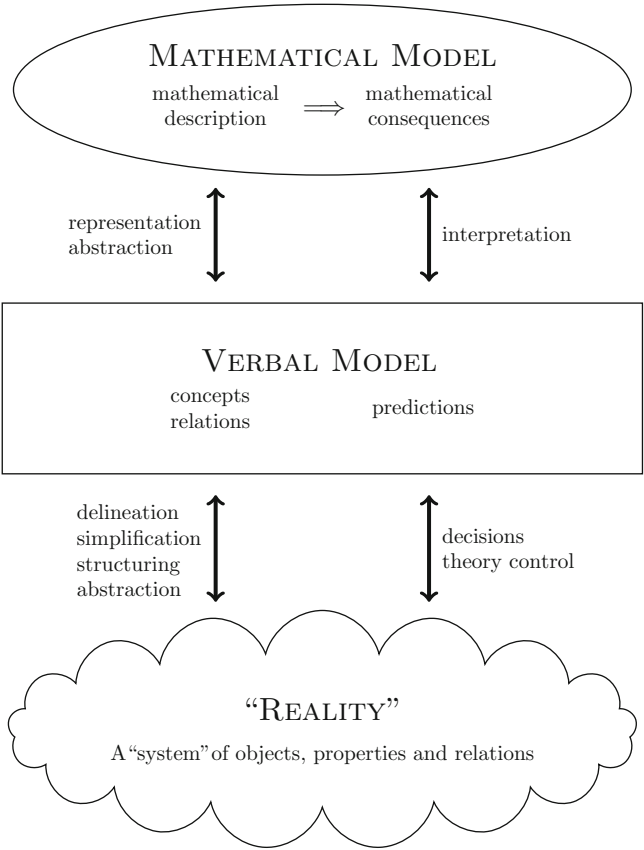 MATHEMATICAL MODEL
mathematical
description
⟹
mathematical
consequences
representation
abstraction
interpretation
VERBAL MODEL
concepts
relations
predictions
delineation
simplification
structuring
abstraction
decisions
theory control
“REALITY”
A“system”of objects, properties and relations